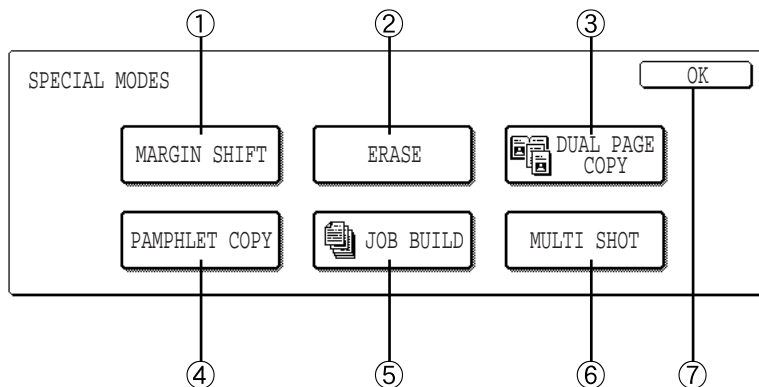 ① ② ③
SPECIAL MODES
OK
MARGIN SHIFT
ERASE
DUAL PAGE
COPY
PAMPHLET COPY
JOB BUILD
MULTI SHOT
④ ⑤ ⑥ ⑦